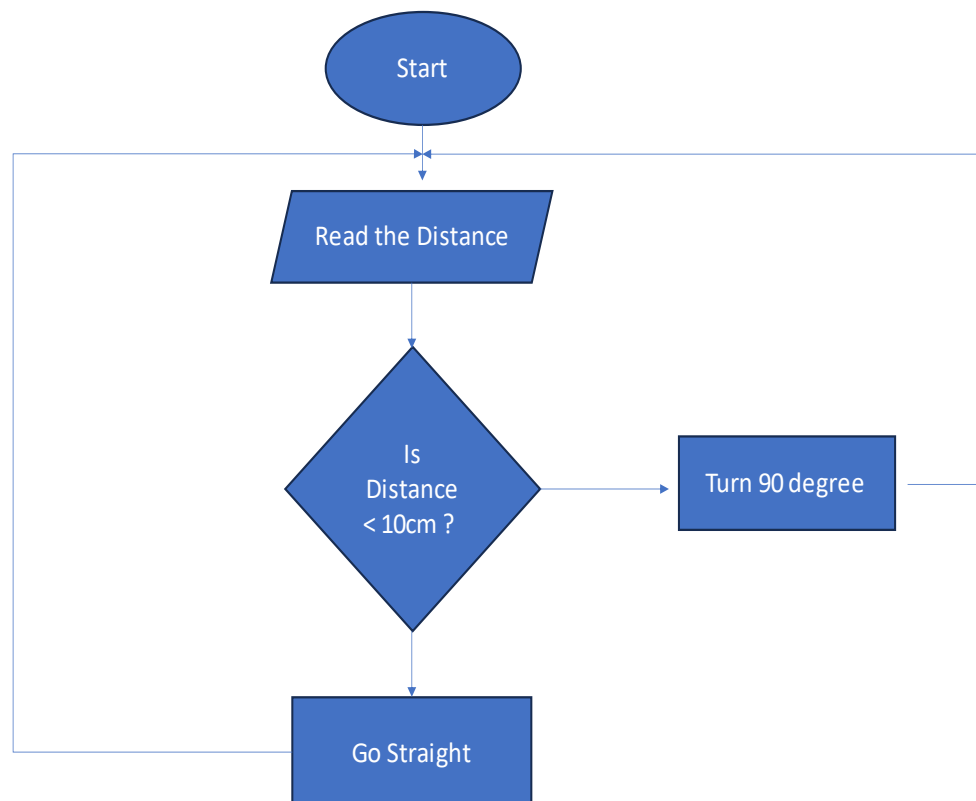 Start
Read the Distance
Is
Distance
< 10cm ?
Turn 90 degree
Go Straight